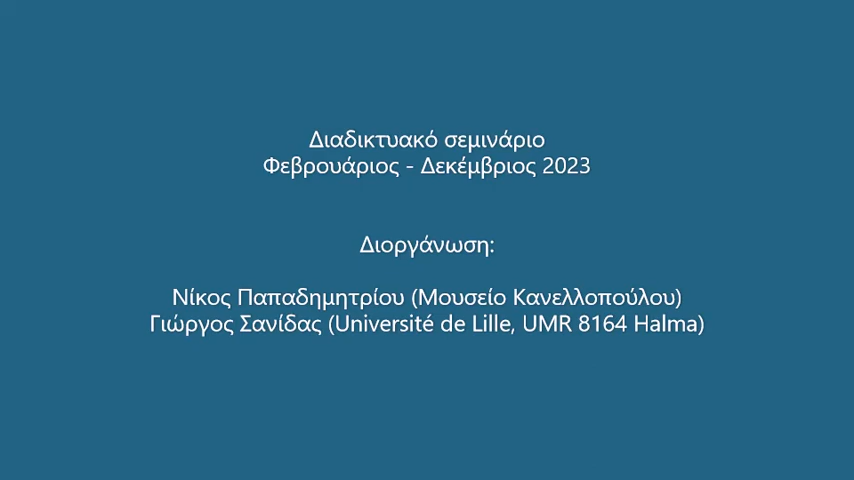 Διαδικτυακό σεμινάριο
Φεβρουάριος - Δεκέμβριος 2023
Διοργάνωση:
Νίκος Παπαδημητρίου (Μουσείο Κανελλοπούλου)
Γιώργος Σανίδας (Université de Lille, UMR 8164 Halma)